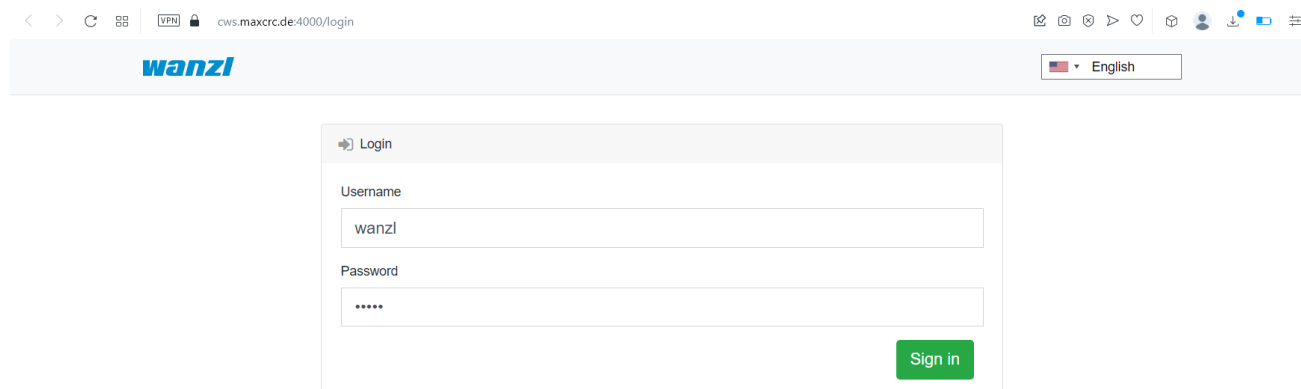 VPN cws.maxcrc.de:4000/login
wanzl English
Login
Username
wanzl
Password
•••••
Sign in